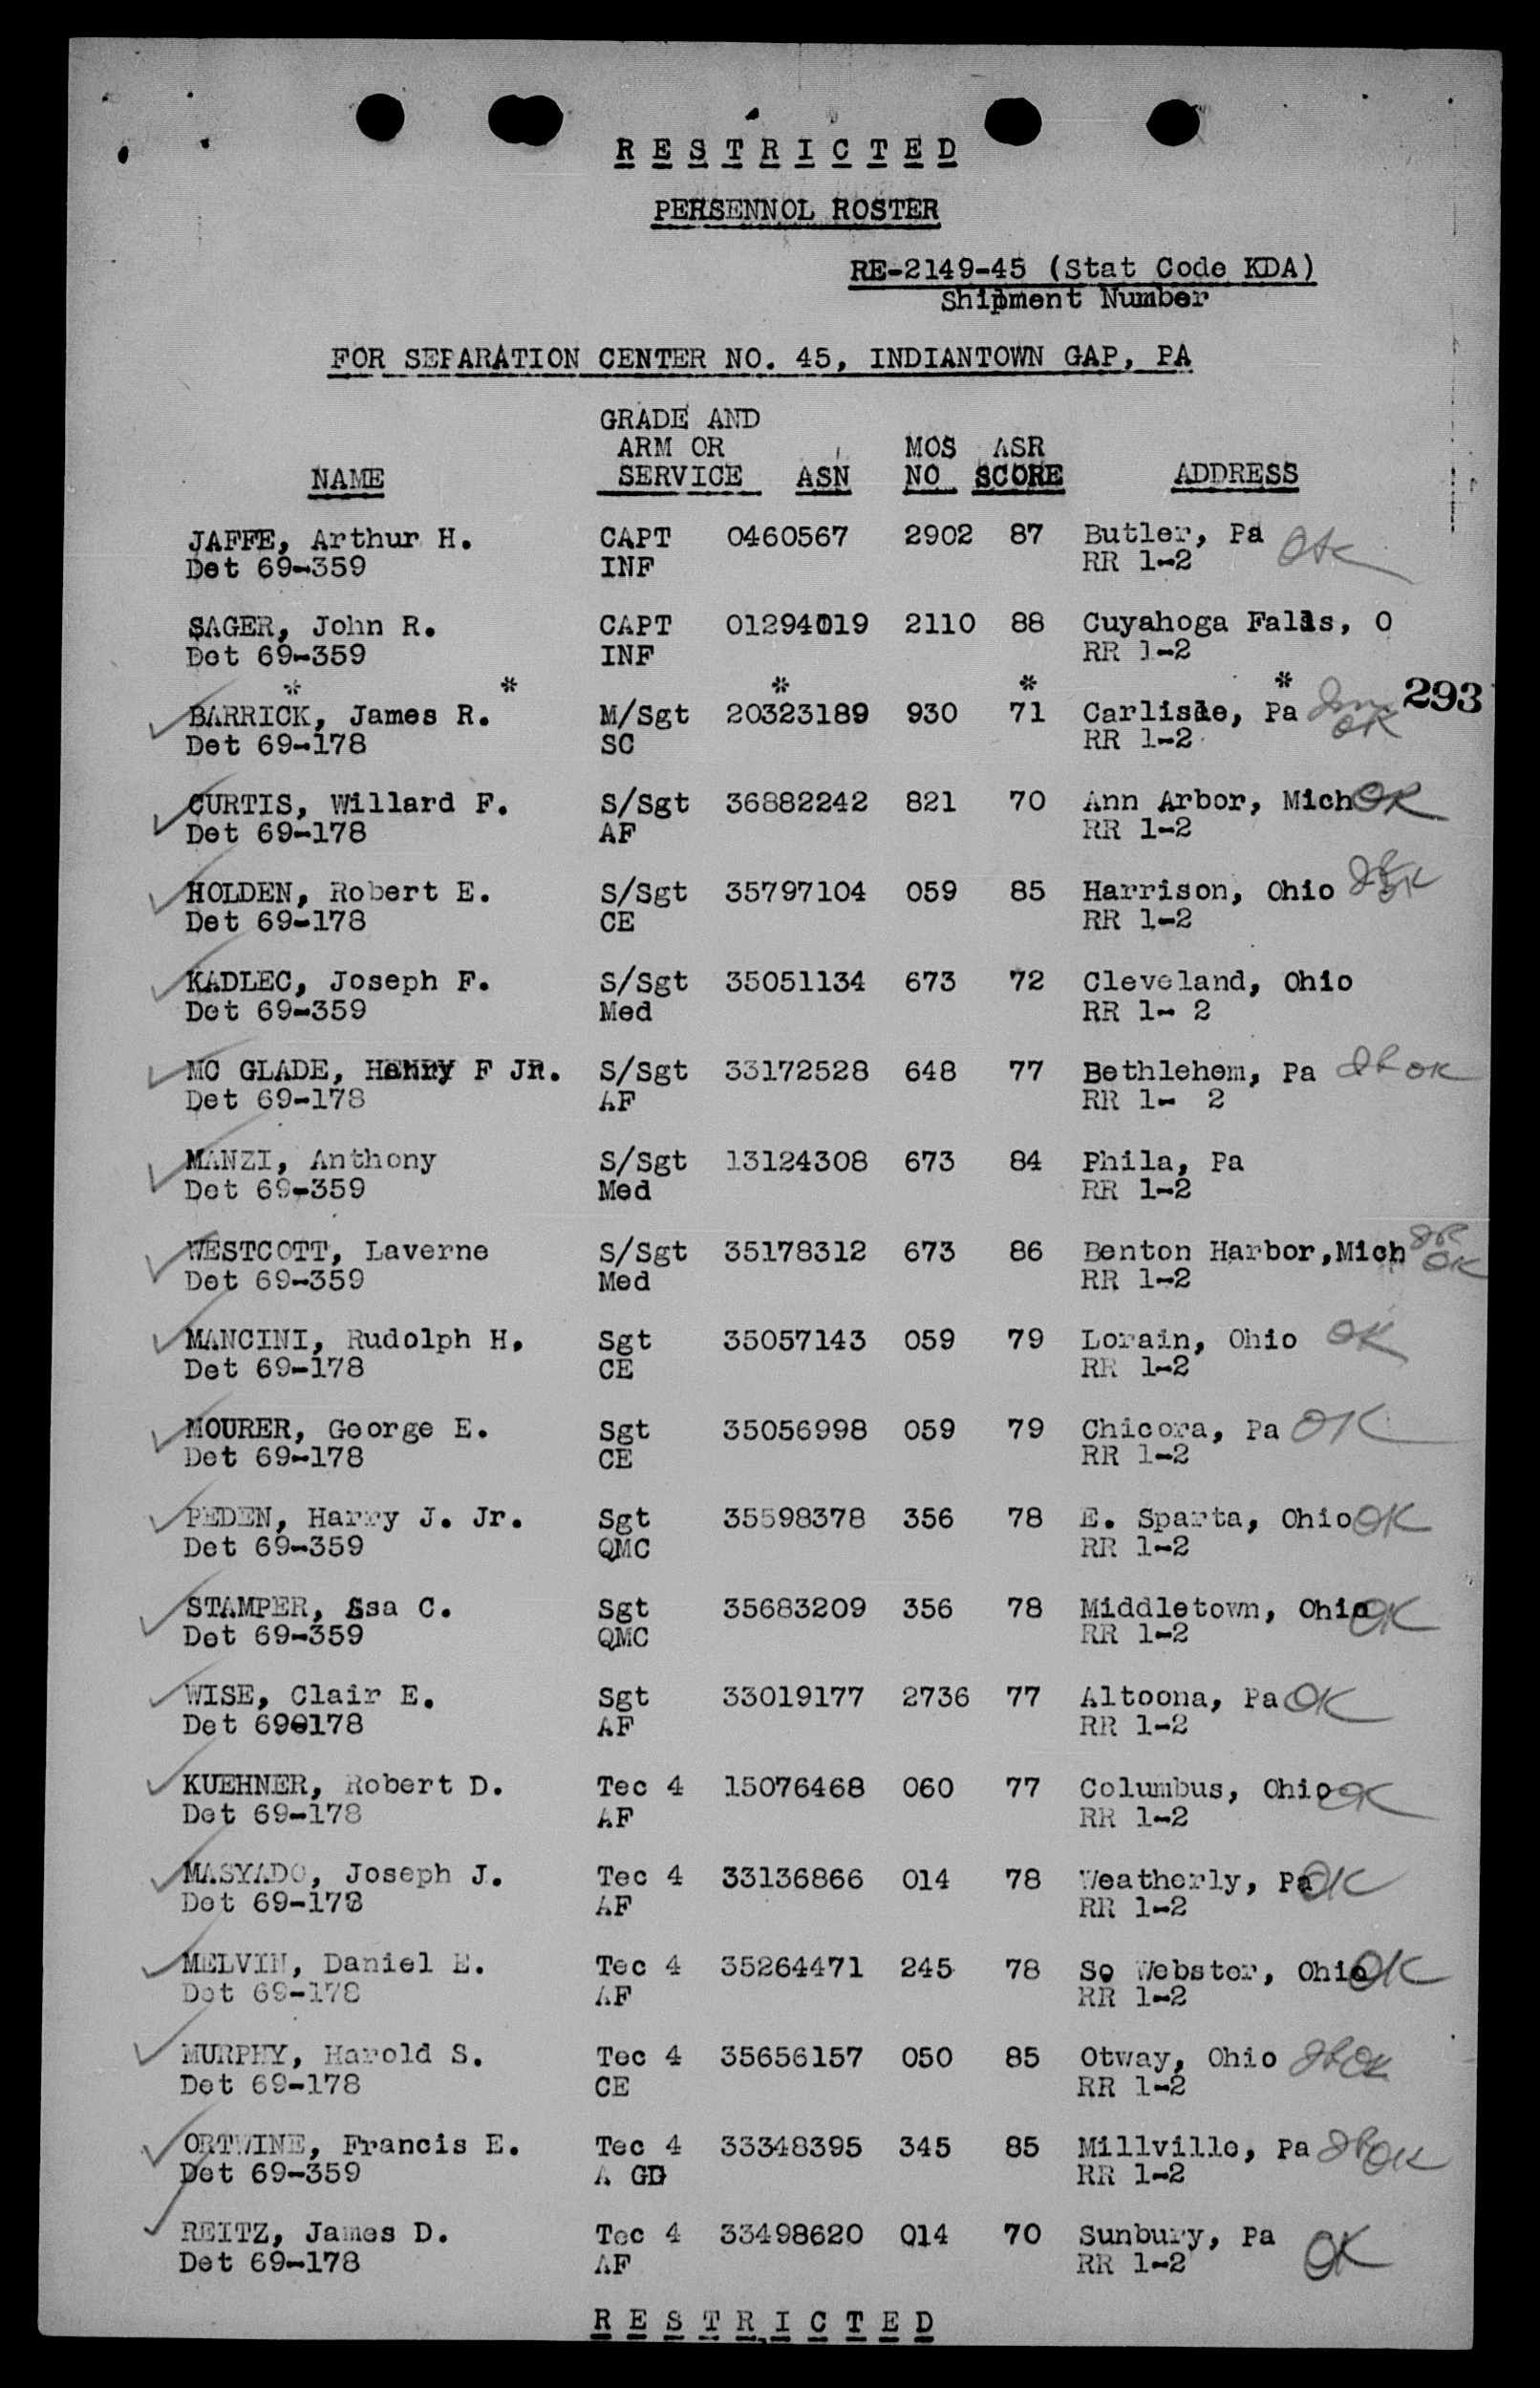 R E S T R I C T E D
PERSENNOL ROSTER
RE-2149-45 (Stat Code KDA)
Shipment Number
FOR SEPARATION CENTER NO. 45, INDIANTOWN GAP, PA
GRADE AND
ARM OR MOS ASR
NAME SERVICE ASN NO SCORE ADDRESS
JAFFE, Arthur H. CAPT 0460567 2902 87 Butler, Pa OK
Det 69-359 INF RR 1-2
SAGER, John R. CAPT 01294019 2110 88 Cuyahoga Falls, O
Det 69-359 INF RR 1-2
* * * * *
BARRICK, James R. M/Sgt 20323189 930 71 Carlisle, Pa OK 293
Det 69-178 SC RR 1-2
CURTIS, Willard F. S/Sgt 36882242 821 70 Ann Arbor, Mich OK
Det 69-178 AF RR 1-2
HOLDEN, Robert E. S/Sgt 35797104 059 85 Harrison, Ohio OK
Det 69-178 CE RR 1-2
KADLEC, Joseph F. S/Sgt 35051134 673 72 Cleveland, Ohio
Det 69-359 Med RR 1- 2
MC GLADE, Henry F Jr. S/Sgt 33172528 648 77 Bethlehem, Pa OK
Det 69-178 AF RR 1- 2
MANZI, Anthony S/Sgt 13124308 673 84 Phila, Pa
Det 69-359 Med RR 1-2
WESTCOTT, Laverne S/Sgt 35178312 673 86 Benton Harbor,Mich OK
Det 69-359 Med RR 1-2
MANCINI, Rudolph H. Sgt 35057143 059 79 Lorain, Ohio OK
Det 69-178 CE RR 1-2
MOURER, George E. Sgt 35056998 059 79 Chicora, Pa OK
Det 69-178 CE RR 1-2
PEDEN, Harry J. Jr. Sgt 35598378 356 78 E. Sparta, Ohio OK
Det 69-359 QMC RR 1-2
STAMPER, Asa C. Sgt 35683209 356 78 Middletown, Ohio OK
Det 69-359 QMC RR 1-2
WISE, Clair E. Sgt 33019177 2736 77 Altoona, Pa OK
Det 690178 AF RR 1-2
KUEHNER, Robert D. Tec 4 15076468 060 77 Columbus, Ohio OK
Det 69-178 AF RR 1-2
MASYADO, Joseph J. Tec 4 33136866 014 78 Weatherly, Pa OK
Det 69-178 AF RR 1-2
MELVIN, Daniel E. Tec 4 35264471 245 78 So Webster, Ohio OK
Det 69-178 AF RR 1-2
MURPHY, Harold S. Tec 4 35656157 050 85 Otway, Ohio OK
Det 69-178 CE RR 1-2
ORTWINE, Francis E. Tec 4 33348395 345 85 Millville, Pa OK
Det 69-359 A GD RR 1-2
REITZ, James D. Tec 4 33498620 014 70 Sunbury, Pa OK
Det 69-178 AF RR 1-2
R E S T R I C T E D